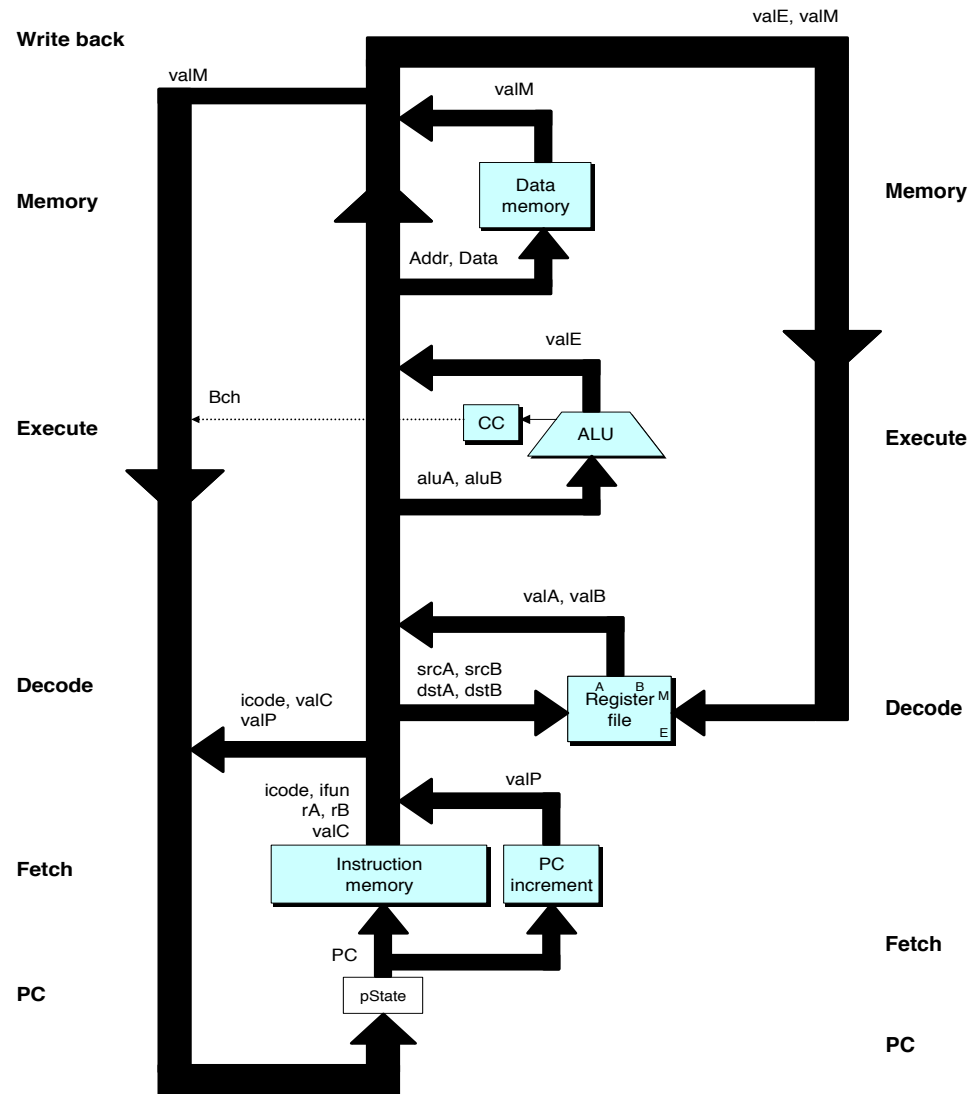 valE, valM
Write back
valM
valM
Data
memory
Memory
Memory
Addr, Data
valE
Bch
CC
ALU
Execute
Execute
aluA, aluB
valA, valB
srcA, srcB
dstA, dstB
A B
M
Register
file
E
Decode
Decode
icode, valC
valP
valP
icode, ifun
rA, rB
valC
Instruction
memory
PC
increment
Fetch
Fetch
PC
pState
PC
PC